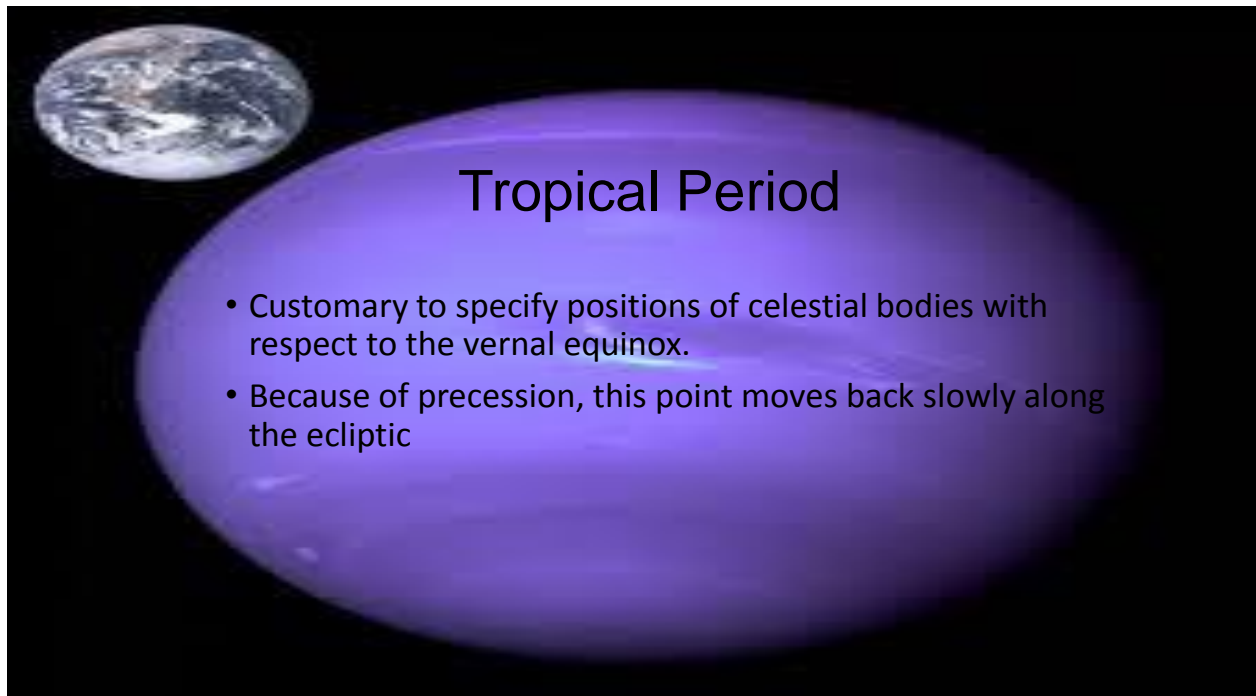 Tropical Period
• Customary to specify positions of celestial bodies with
respect to the vernal equinox.
• Because of precession, this point moves back slowly along
the ecliptic